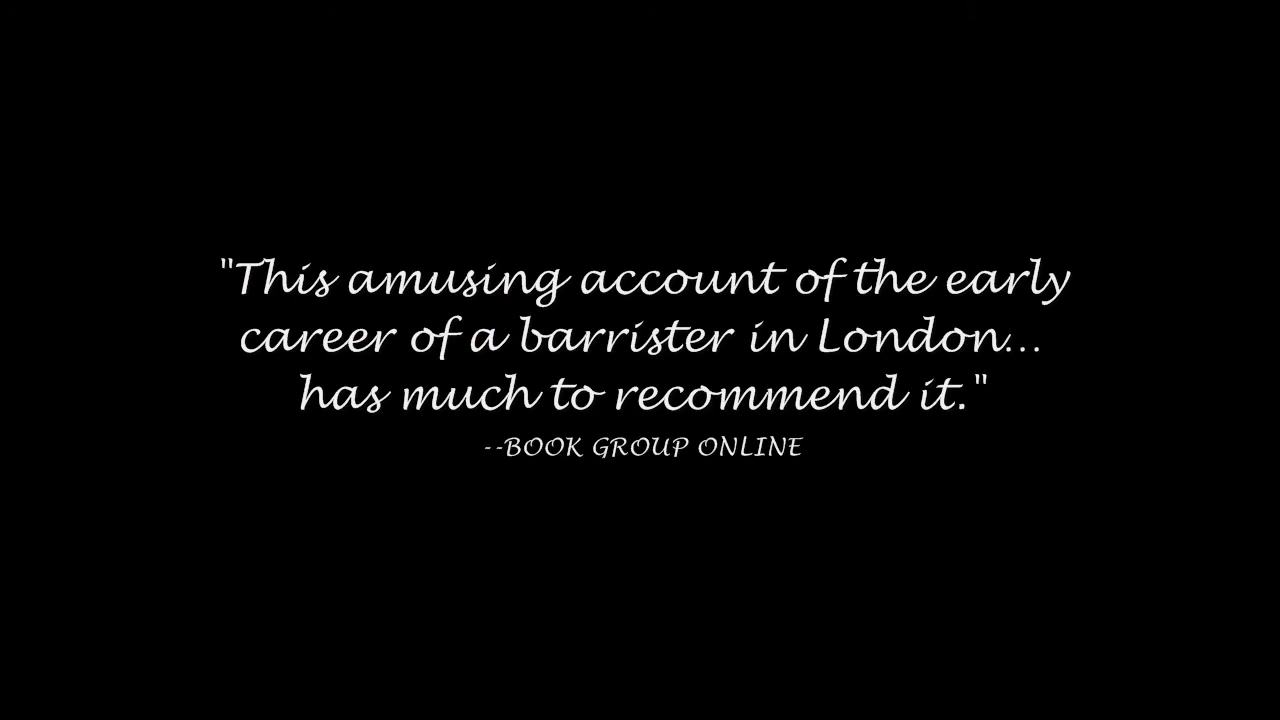 "This amusing account of the early
career of a barrister in London...
has much to recommend it."
--BOOK GROUP ONLINE